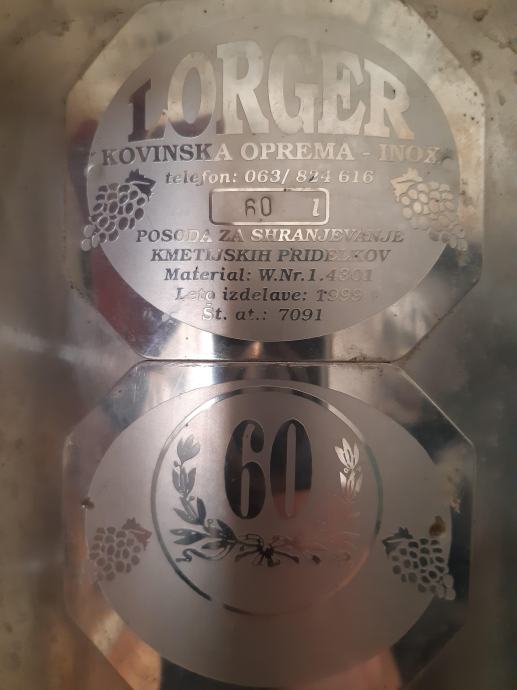 LORGER
KOVINSKA OPREMA - INOX
telefon: 063/ 824 616
60 l
POSODA ZA SHRANJEVANJE
KMETIJSKIH PRIDELKOV
Material: W.Nr.1.4301
Leto izdelave: 1999
Št. at.: 7091
60